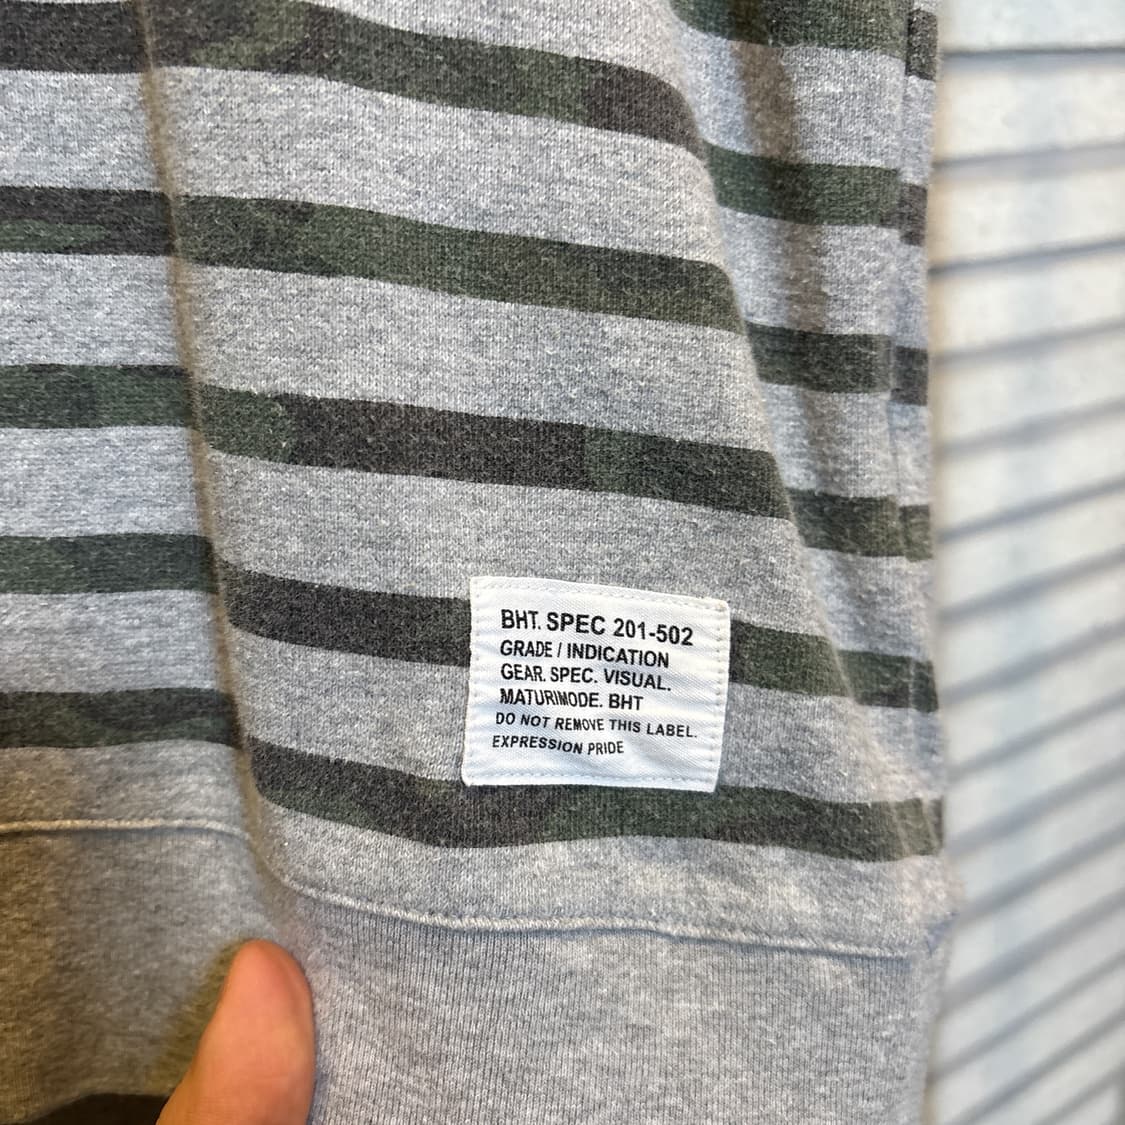 BHT. SPEC 201-502
GRADE / INDICATION
GEAR. SPEC. VISUAL.
MATURIMODE. BHT
DO NOT REMOVE THIS LABEL.
EXPRESSION PRIDE